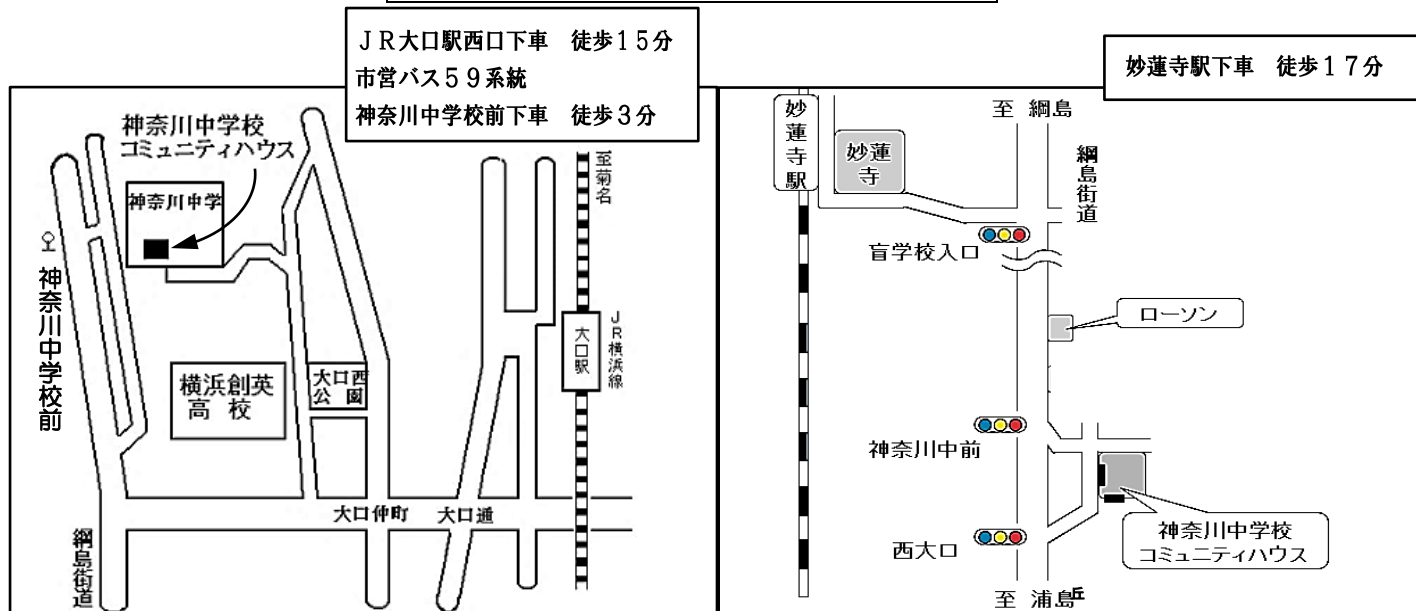 ＪＲ大口駅西口下車　徒歩１５分
市営バス５９系統
神奈川中学校前下車　徒歩３分
神奈川中学校
コミュニティハウス
神奈川中学
神奈川中学校前
横浜創英
高 校
大口西
公 園
至菊名
大口駅
ＪＲ横浜線
大口仲町
大口通
綱島街道
妙蓮寺駅下車　徒歩１７分
妙蓮寺駅
妙蓮
寺
至 綱島
綱島街道
盲学校入口
ローソン
神奈川中前
西大口
神奈川中学校
コミュニティハウス
至 浦島丘